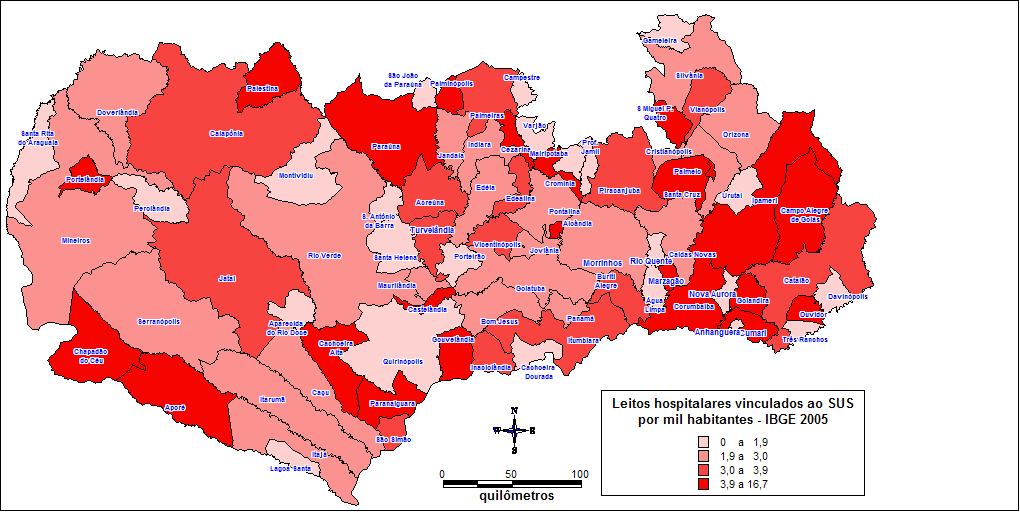 Gameleira
Silvânia
São João
da Paraúna
Palminópolis
Campestre
Palestina
Doverlândia
Vianópolis
S Miguel P.
Quatro
Palmeiras
Varjão
Santa Rita
do Araguaia
Caiapônia
Orizona
Paraúna
Indiara
Cezarina
Prof.
Jamil
Jandaia
Mairipotaba
Cristianópolis
Palmelo
Portelândia
Montividiu
Edéia
Cromínia
Piracanjuba
Santa Cruz
Edealina
Urutaí
Ipameri
Perolândia
Acreúna
Pontalina
Campo Alegre
de Goiás
S. Antônio
da Barra
Aloândia
Turvelândia
Mineiros
Vicentinópolis
Joviânia
Rio Verde
Santa Helena
Porteirão
Morrinhos
Rio Quente
Caldas Novas
Jataí
Buriti
Alegre
Marzagão
Catalão
Maurilândia
Goiatuba
Nova Aurora
Davinópolis
Água
Limpa
Corumbaíba
Goiandira
Castelândia
Ouvidor
Serranópolis
Aparecida
do Rio Doce
Bom Jesus
Panamá
Anhanguera
Cumari
Três Ranchos
Cachoeira
Alta
Gouvelândia
Itumbiara
Chapadão
do Céu
Quirinópolis
Inaciolândia
Cachoeira
Dourada
Caçu
Itarumã
Paranaiguara
Aporé
São Simão
Itajá
Lagoa Santa
N
W E
S
0 50 100
quilômetros
Leitos hospitalares vinculados ao SUS
por mil habitantes - IBGE 2005
0 a 1,9
1,9 a 3,0
3,0 a 3,9
3,9 a 16,7